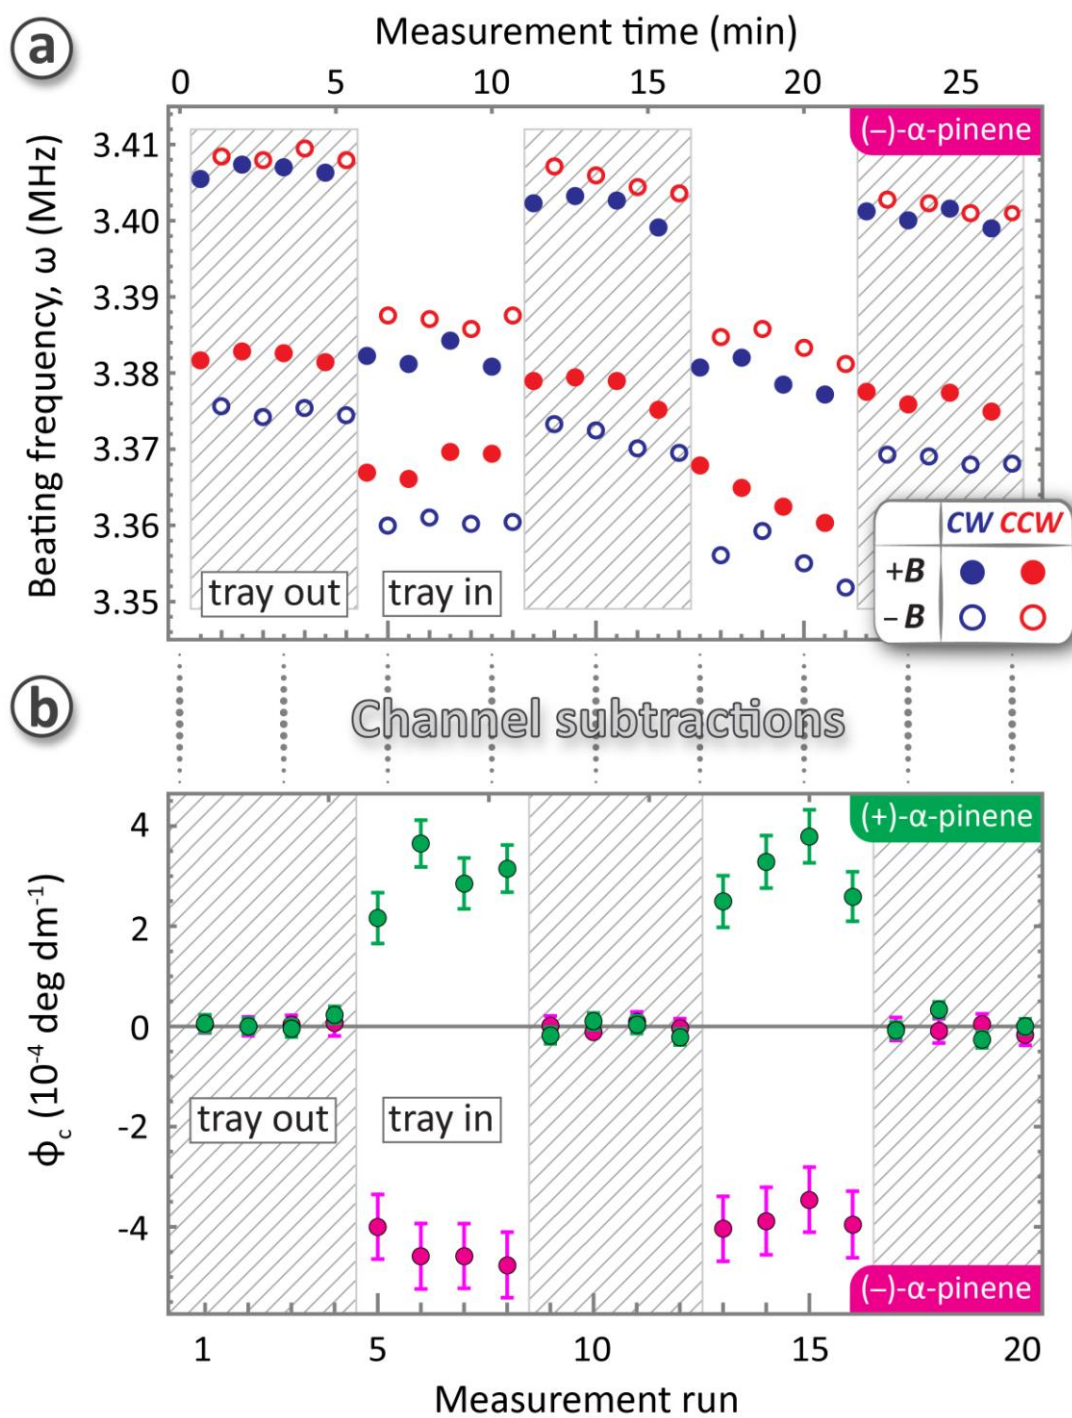 a
Measurement time (min)
0 5 10 15 20 25
(−)-α-pinene
Beating frequency, ω (MHz)
3.41
3.40
3.39
3.38
3.37
3.36
3.35
tray out
tray in
CW CCW
+B
−B
b
Channel subtractions
(+)-α-pinene
ϕc (10-4 deg dm-1)
4
2
0
-2
-4
tray out
tray in
(−)-α-pinene
1 5 10 15 20
Measurement run